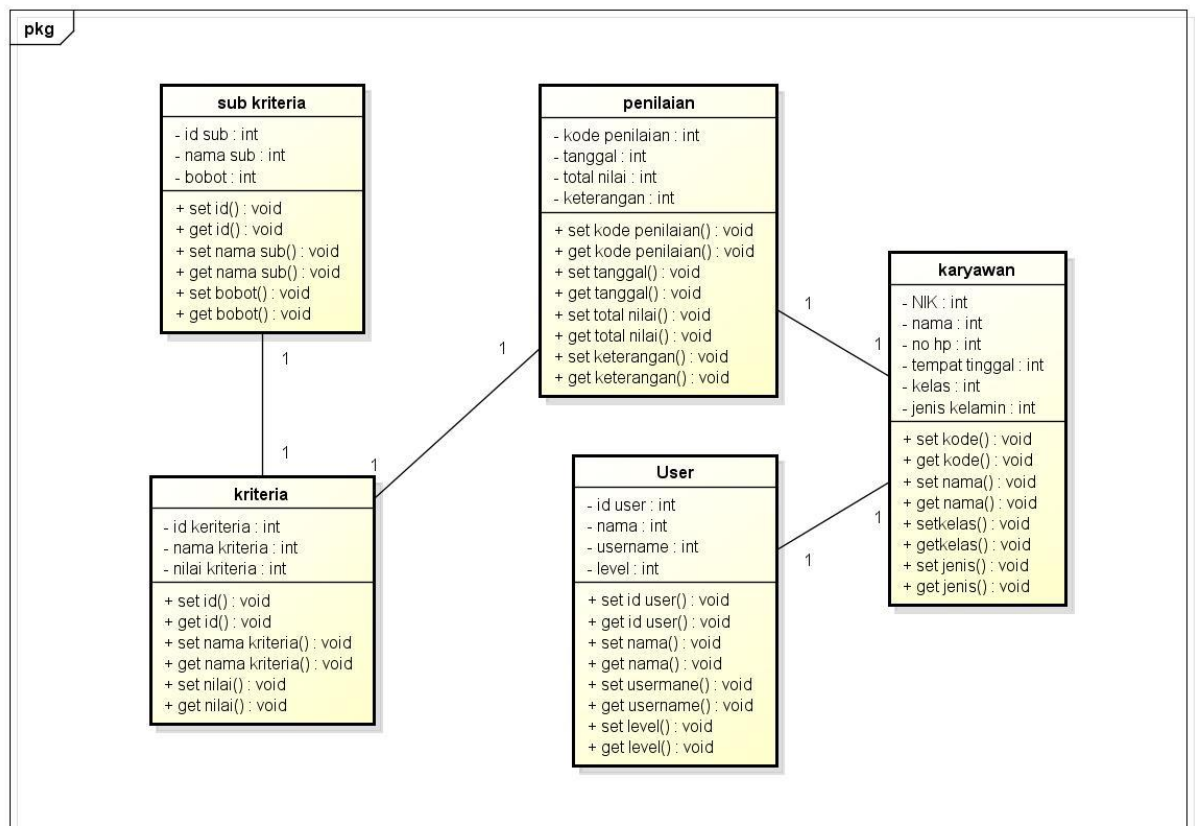 pkg
sub kriteria
- id sub : int
- nama sub : int
- bobot : int
+ set id() : void
+ get id() : void
+ set nama sub() : void
+ get nama sub() : void
+ set bobot() : void
+ get bobot() : void
1
1
kriteria
- id keriteria : int
- nama kriteria : int
- nilai kriteria : int
+ set id() : void
+ get id() : void
+ set nama kriteria() : void
+ get nama kriteria() : void
+ set nilai() : void
+ get nilai() : void
1
1
penilaian
- kode penilaian : int
- tanggal : int
- total nilai : int
- keterangan : int
+ set kode penilaian() : void
+ get kode penilaian() : void
+ set tanggal() : void
+ get tanggal() : void
+ set total nilai() : void
+ get total nilai() : void
+ set keterangan() : void
+ get keterangan() : void
1
1
User
- id user : int
- nama : int
- username : int
- level : int
+ set id user() : void
+ get id user() : void
+ set nama() : void
+ get nama() : void
+ set usermane() : void
+ get username() : void
+ set level() : void
+ get level() : void
1
1
karyawan
- NIK : int
- nama : int
- no hp : int
- tempat tinggal : int
- kelas : int
- jenis kelamin : int
+ set kode() : void
+ get kode() : void
+ set nama() : void
+ get nama() : void
+ setkelas() : void
+ getkelas() : void
+ set jenis() : void
+ get jenis() : void